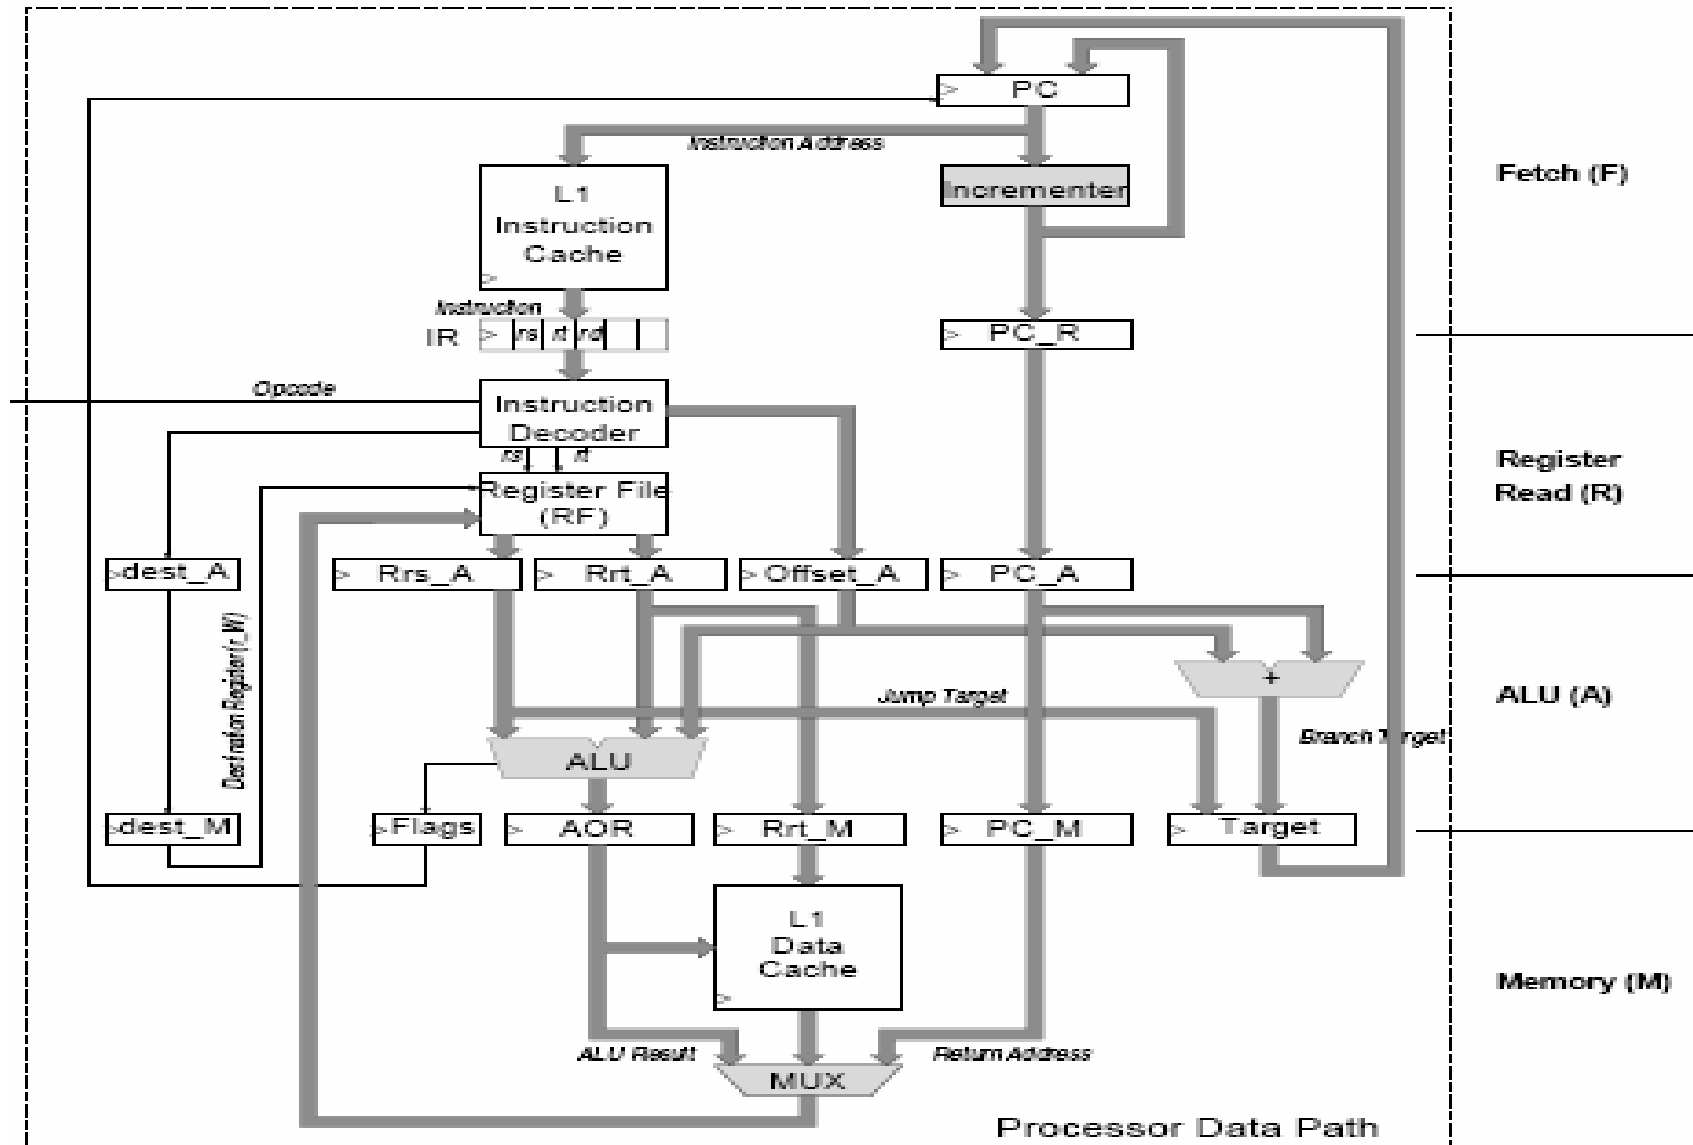 PC
Instruction Address
Fetch (F)
L1
Instruction
Cache
Incrementer
Instruction
IR
rs rt rd
PC_R
Opcode
Instruction
Decoder
rs rt
Register
Read (R)
Register File
(RF)
dest_A
Rrs_A
Rrt_A
Offset_A
PC_A
Destination Register (r_W)
+
Jump Target
ALU (A)
Branch Target
ALU
dest_M
Flags
AOR
Rrt_M
PC_M
Target
L1
Data
Cache
Memory (M)
ALU Result
Return Address
MUX
Processor Data Path